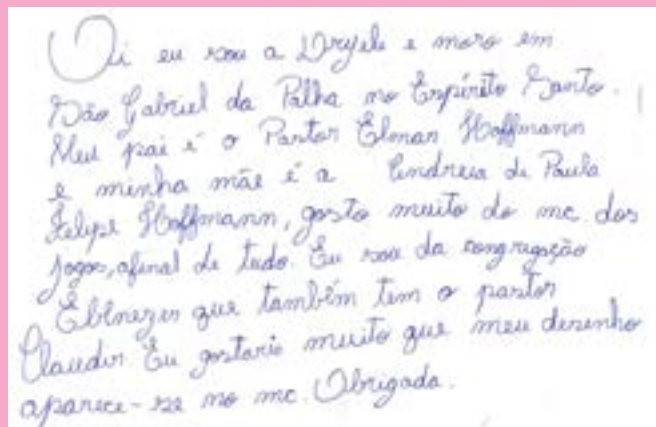 Oi eu sou a Dryele e moro em
São Gabriel da Palha no Espírito Santo.
Meu pai é o Pastor Elmar Hoffmann
e minha mãe é a Andreia de Paula
Felipe Hoffmann, gosto muito do mc dos
jogos, afinal de tudo. Eu sou da congregação
Ebenezer que também tem o pastor
Claudir. Eu gostaria muito que meu desenho
aparece-se no mc. Obrigada.